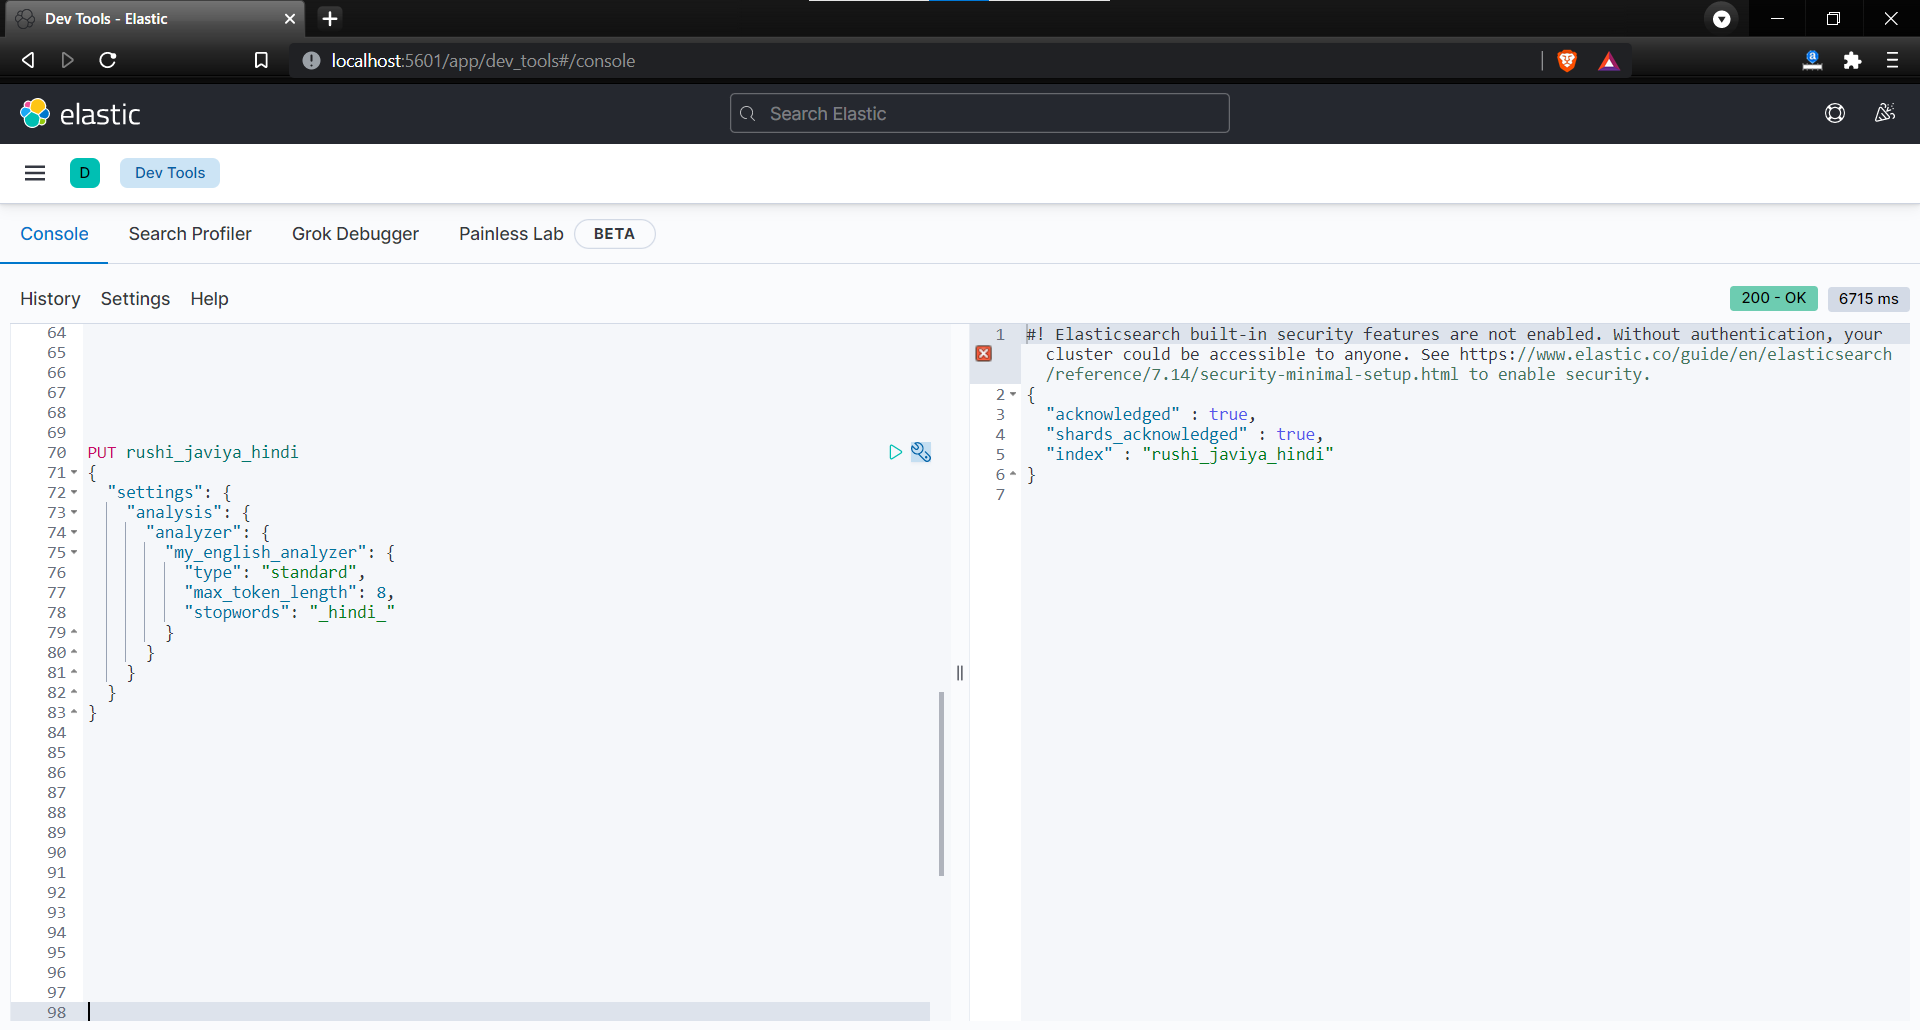 Dev Tools - Elastic
localhost:5601/app/dev_tools#/console
elastic
Search Elastic
D
Dev Tools
Console
Search Profiler
Grok Debugger
Painless Lab
BETA
History
Settings
Help
200 - OK
6715 ms
64
65
66
67
68
69
70 PUT rushi_javiya_hindi
71 {
72 "settings": {
73 "analysis": {
74 "analyzer": {
75 "my_english_analyzer": {
76 "type": "standard",
77 "max_token_length": 8,
78 "stopwords": "_hindi_"
79 }
80 }
81 }
82 }
83 }
84
85
86
87
88
89
90
91
92
93
94
95
96
97
98
1 #! Elasticsearch built-in security features are not enabled. Without authentication, your
cluster could be accessible to anyone. See https://www.elastic.co/guide/en/elasticsearch
/reference/7.14/security-minimal-setup.html to enable security.
2 {
3 "acknowledged" : true,
4 "shards_acknowledged" : true,
5 "index" : "rushi_javiya_hindi"
6 }
7